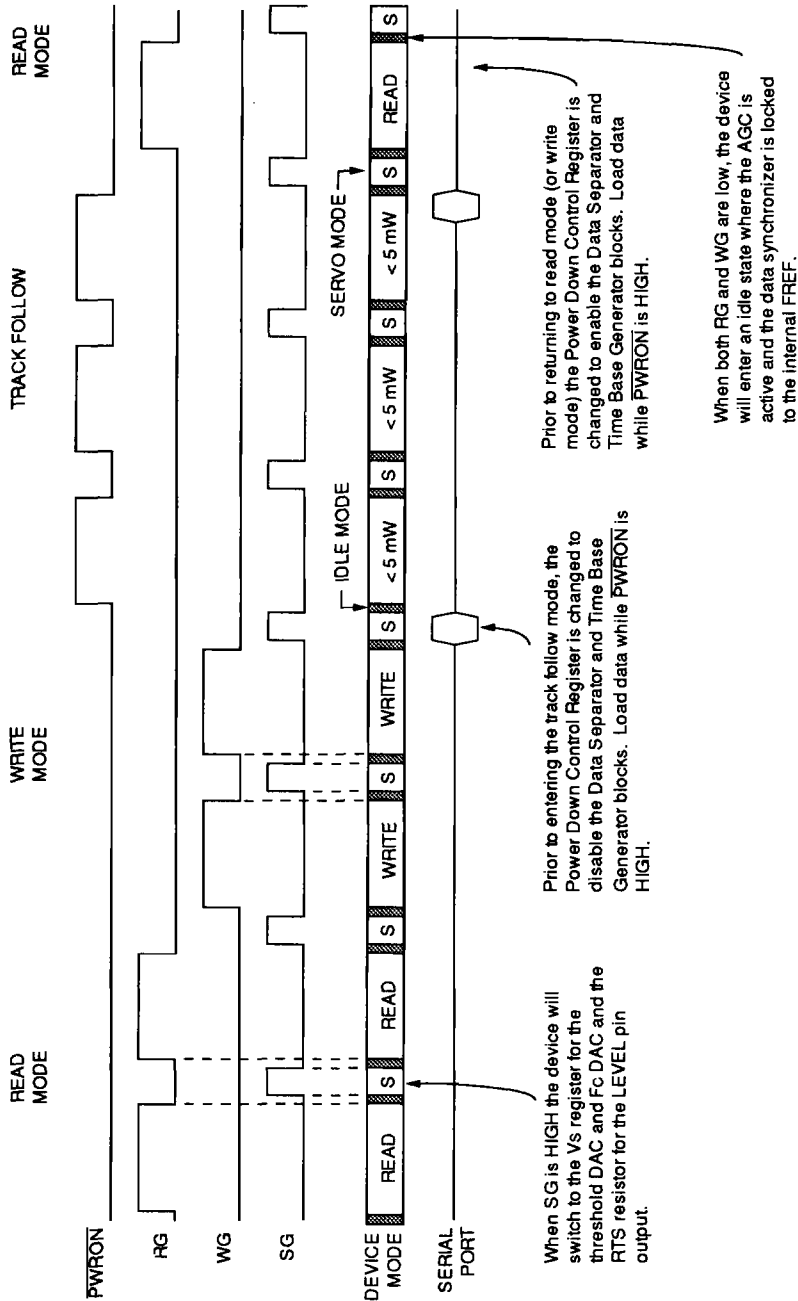 READ
MODE
WRITE
MODE
TRACK FOLLOW
READ
MODE
PWRON
RG
WG
SG
IDLE MODE
SERVO MODE
DEVICE
MODE
READ
S
READ
S
WRITE
S
WRITE
S
< 5 mW
S
< 5 mW
S
< 5 mW
S
READ
S
SERIAL
PORT
When SG is HIGH the device will
switch to the Vs register for the
threshold DAC and Fc DAC and the
RTS resistor for the LEVEL pin
output.
Prior to entering the track follow mode, the
Power Down Control Register is changed to
disable the Data Separator and Time Base
Generator blocks. Load data while PWRON is
HIGH.
Prior to returning to read mode (or write
mode) the Power Down Control Register is
changed to enable the Data Separator and
Time Base Generator blocks. Load data
while PWRON is HIGH.
When both RG and WG are low, the device
will enter an idle state where the AGC is
active and the data synchronizer is locked
to the internal FREF.